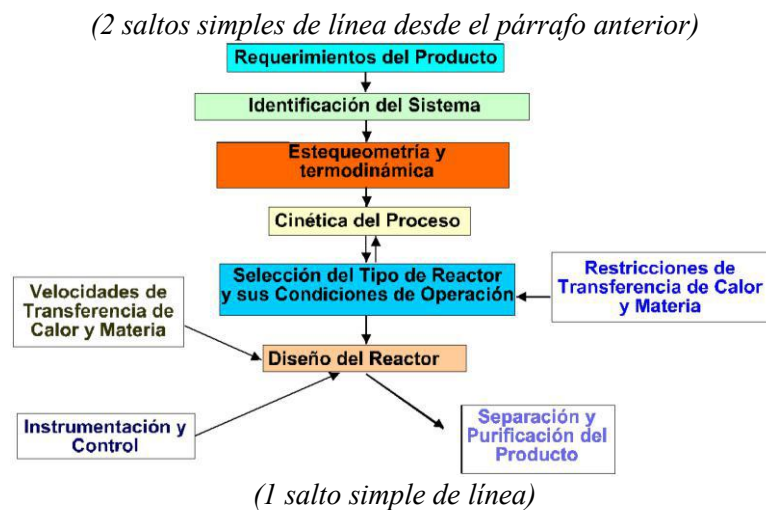 (2 saltos simples de línea desde el párrafo anterior)
Requerimientos del Producto
Identificación del Sistema
Estequeometría y
termodinámica
Cinética del Proceso
Selección del Tipo de Reactor
y sus Condiciones de Operación
Restricciones de
Transferencia de Calor
y Materia
Velocidades de
Transferencia de
Calor y Materia
Diseño del Reactor
Instrumentación y
Control
Separación y
Purificación del
Producto
(1 salto simple de línea)